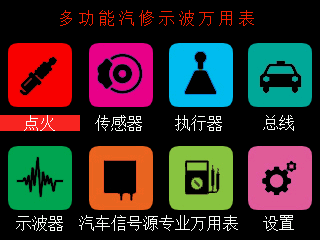 多功能汽修示波万用表
点火 传感器 执行器 总线
示波器 汽车信号源 专业万用表 设置